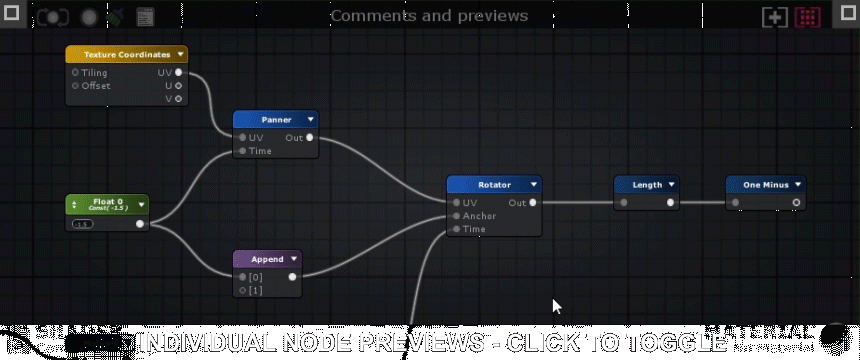 Comments and previews
Texture Coordinates
Tiling UV
Offset U
V
Panner
UV Out
Time
Float 0
Const( -1.5 )
-1.5
Append
[0]
[1]
Rotator
UV Out
Anchor
Time
Length
One Minus
INDIVIDUAL NODE PREVIEWS - CLICK TO TOGGLE
MATERIAL